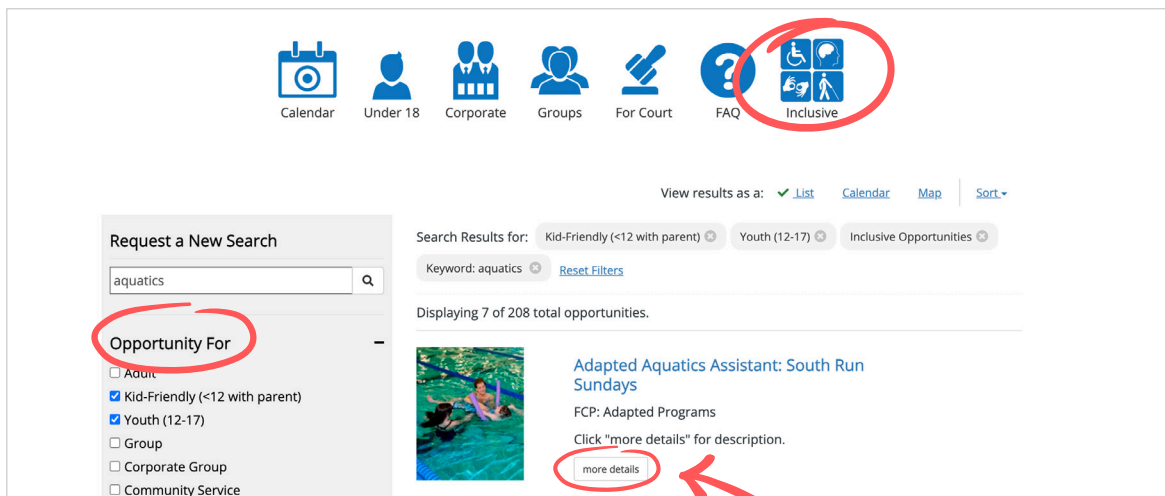 Calendar
Under 18
Corporate
Groups
For Court
FAQ
Inclusive
View results as a: List Calendar Map Sort
Request a New Search
aquatics
Opportunity For
Adult
Kid-Friendly (<12 with parent)
Youth (12-17)
Group
Corporate Group
Community Service
Search Results for: Kid-Friendly (<12 with parent) Youth (12-17) Inclusive Opportunities
Keyword: aquatics Reset Filters
Displaying 7 of 208 total opportunities.
Adapted Aquatics Assistant: South Run
Sundays
FCP: Adapted Programs
Click "more details" for description.
more details